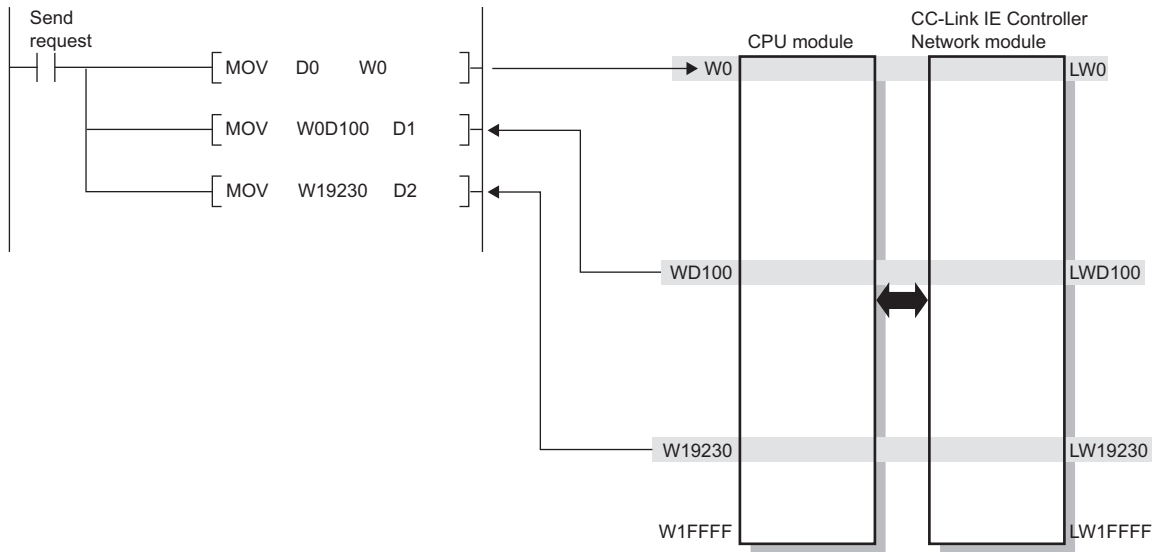 Send
request
MOV D0 W0
MOV W0D100 D1
MOV W19230 D2
CPU module
CC-Link IE Controller
Network module
W0
LW0
WD100
LWD100
W19230
LW19230
W1FFFF
LW1FFFF